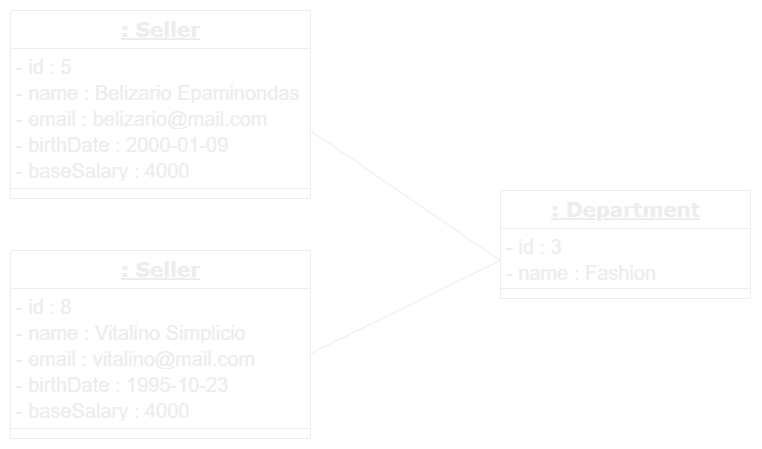 : Seller
- id : 5
- name : Belizario Epaminondas
- email : belizario@mail.com
- birthDate : 2000-01-09
- baseSalary : 4000
: Department
- id : 3
- name : Fashion
: Seller
- id : 8
- name : Vitalino Simplicio
- email : vitalino@mail.com
- birthDate : 1995-10-23
- baseSalary : 4000